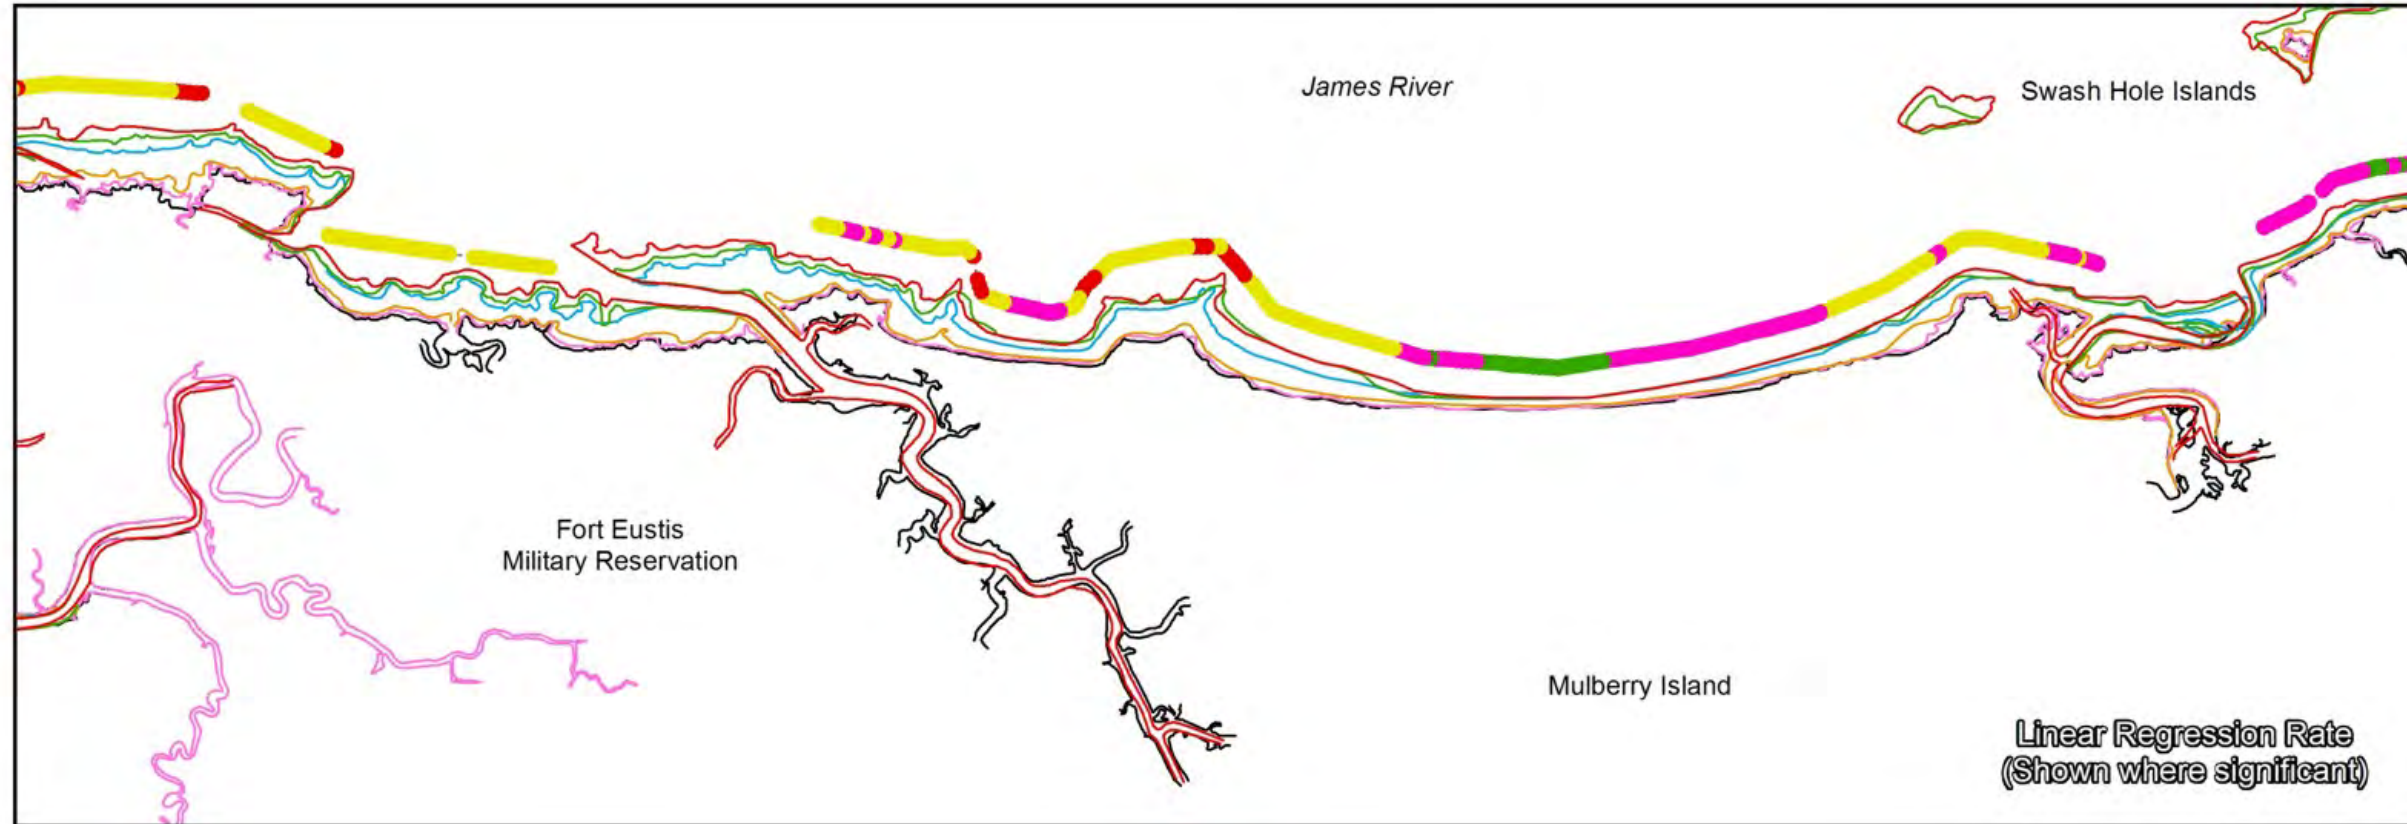 James River
Swash Hole Islands
Fort Eustis
Military Reservation
Mulberry Island
Linear Regression Rate
(Shown where significant)